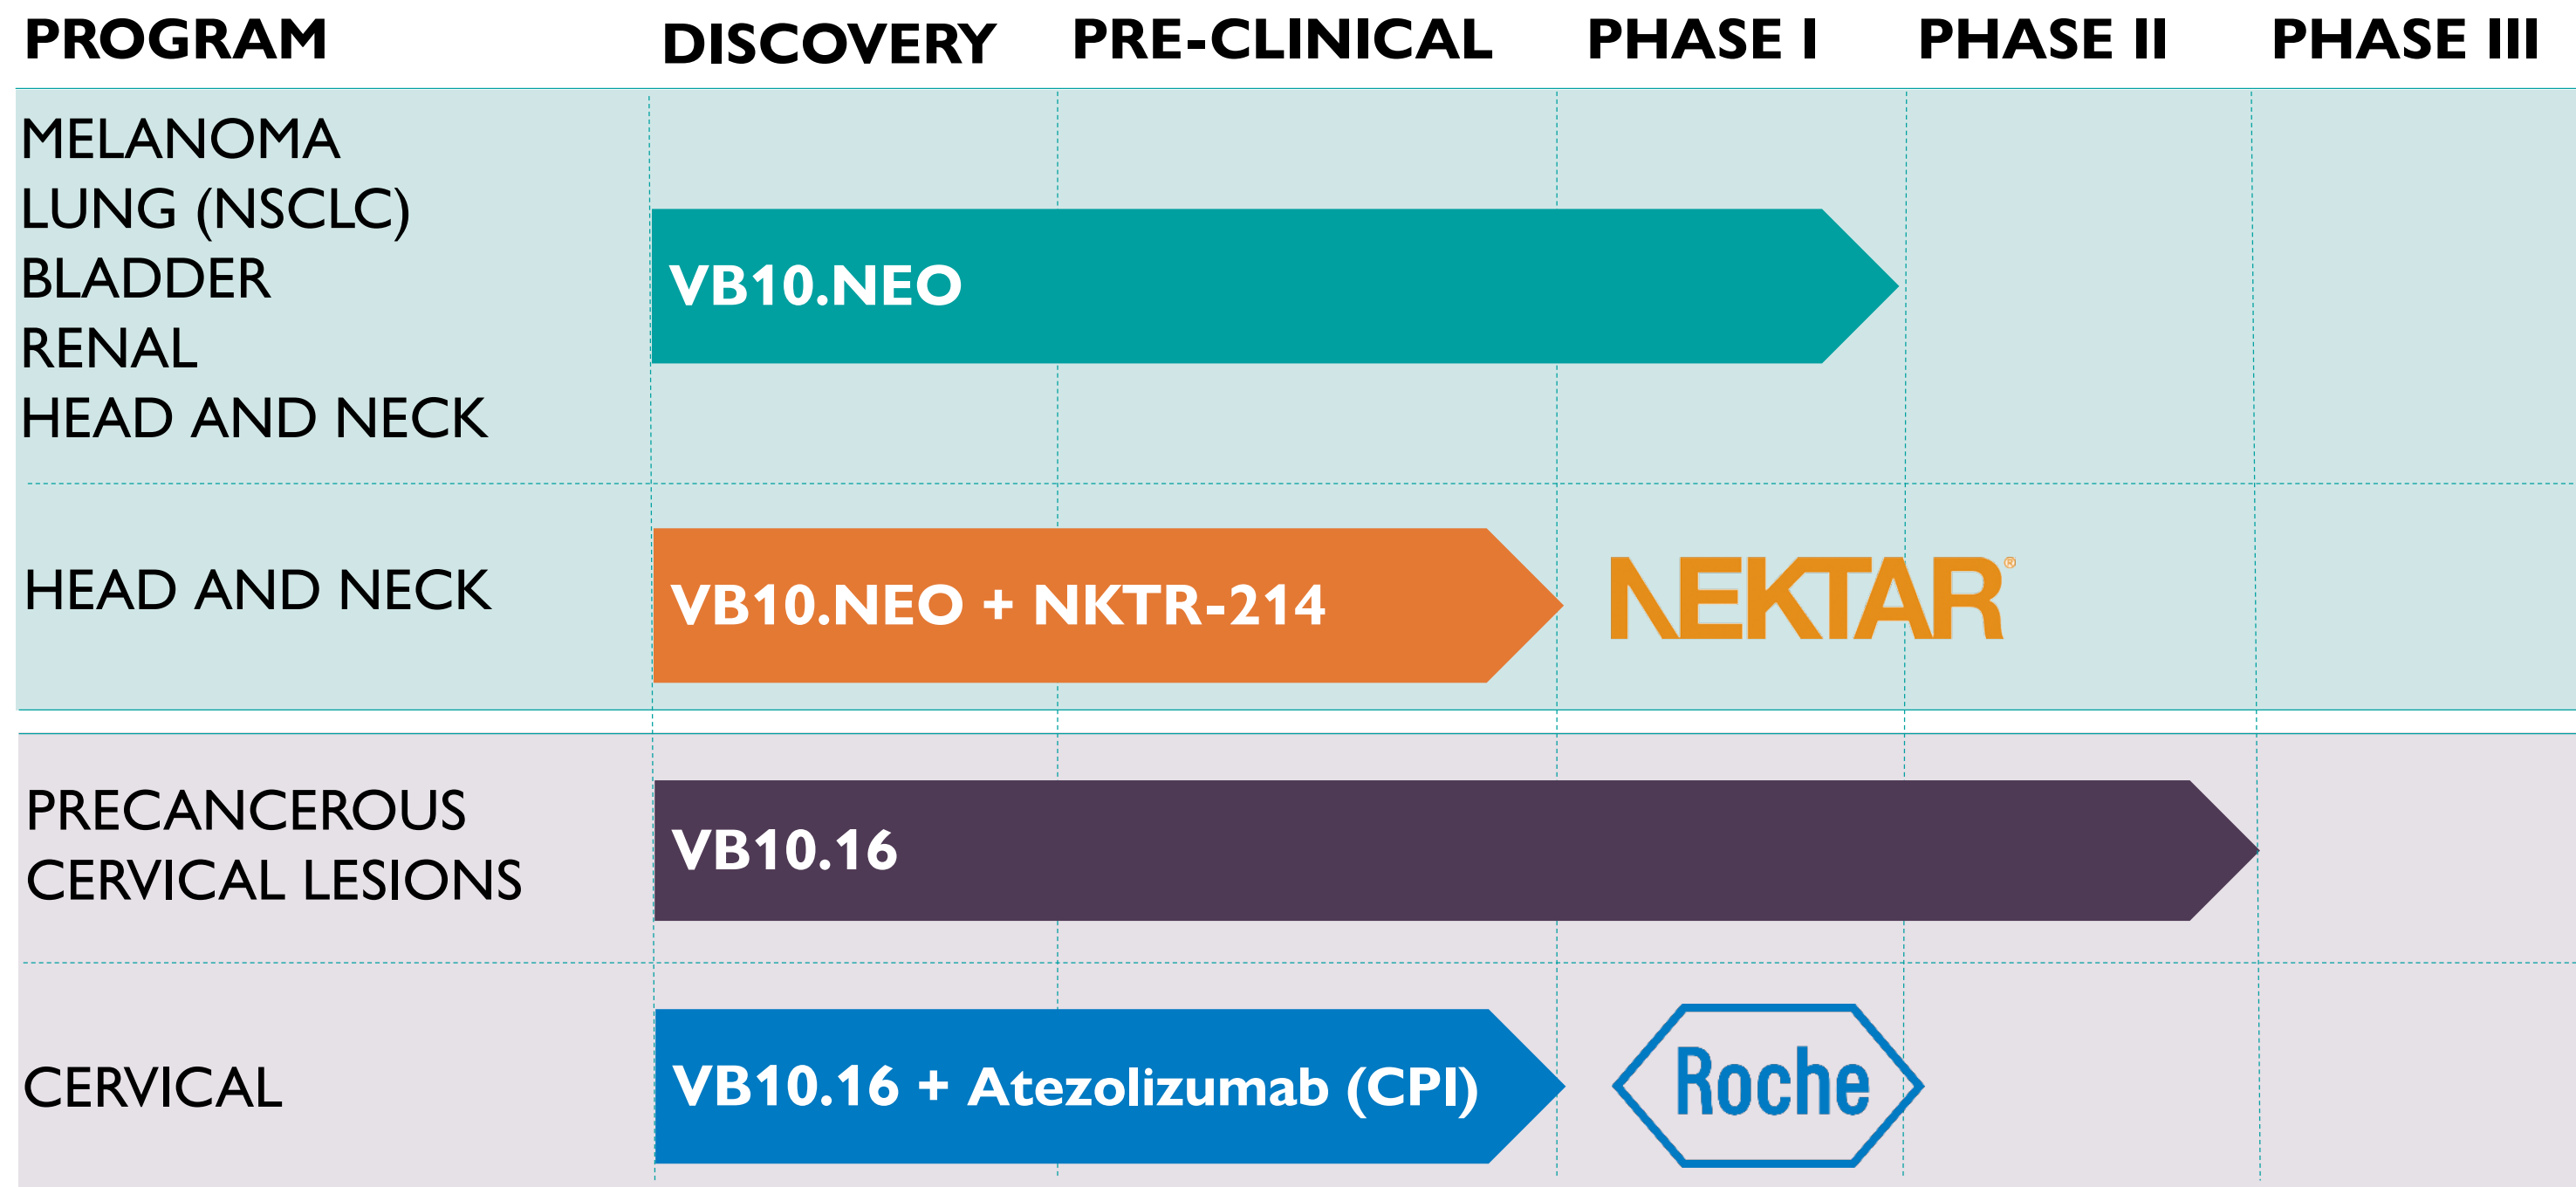 PROGRAM DISCOVERY PRE-CLINICAL PHASE I PHASE II PHASE III
MELANOMA
LUNG (NSCLC)
BLADDER
RENAL
HEAD AND NECK
VB10.NEO
HEAD AND NECK
VB10.NEO + NKTR-214
NEKTAR®
PRECANCEROUS
CERVICAL LESIONS
VB10.16
CERVICAL
VB10.16 + Atezolizumab (CPI)
Roche